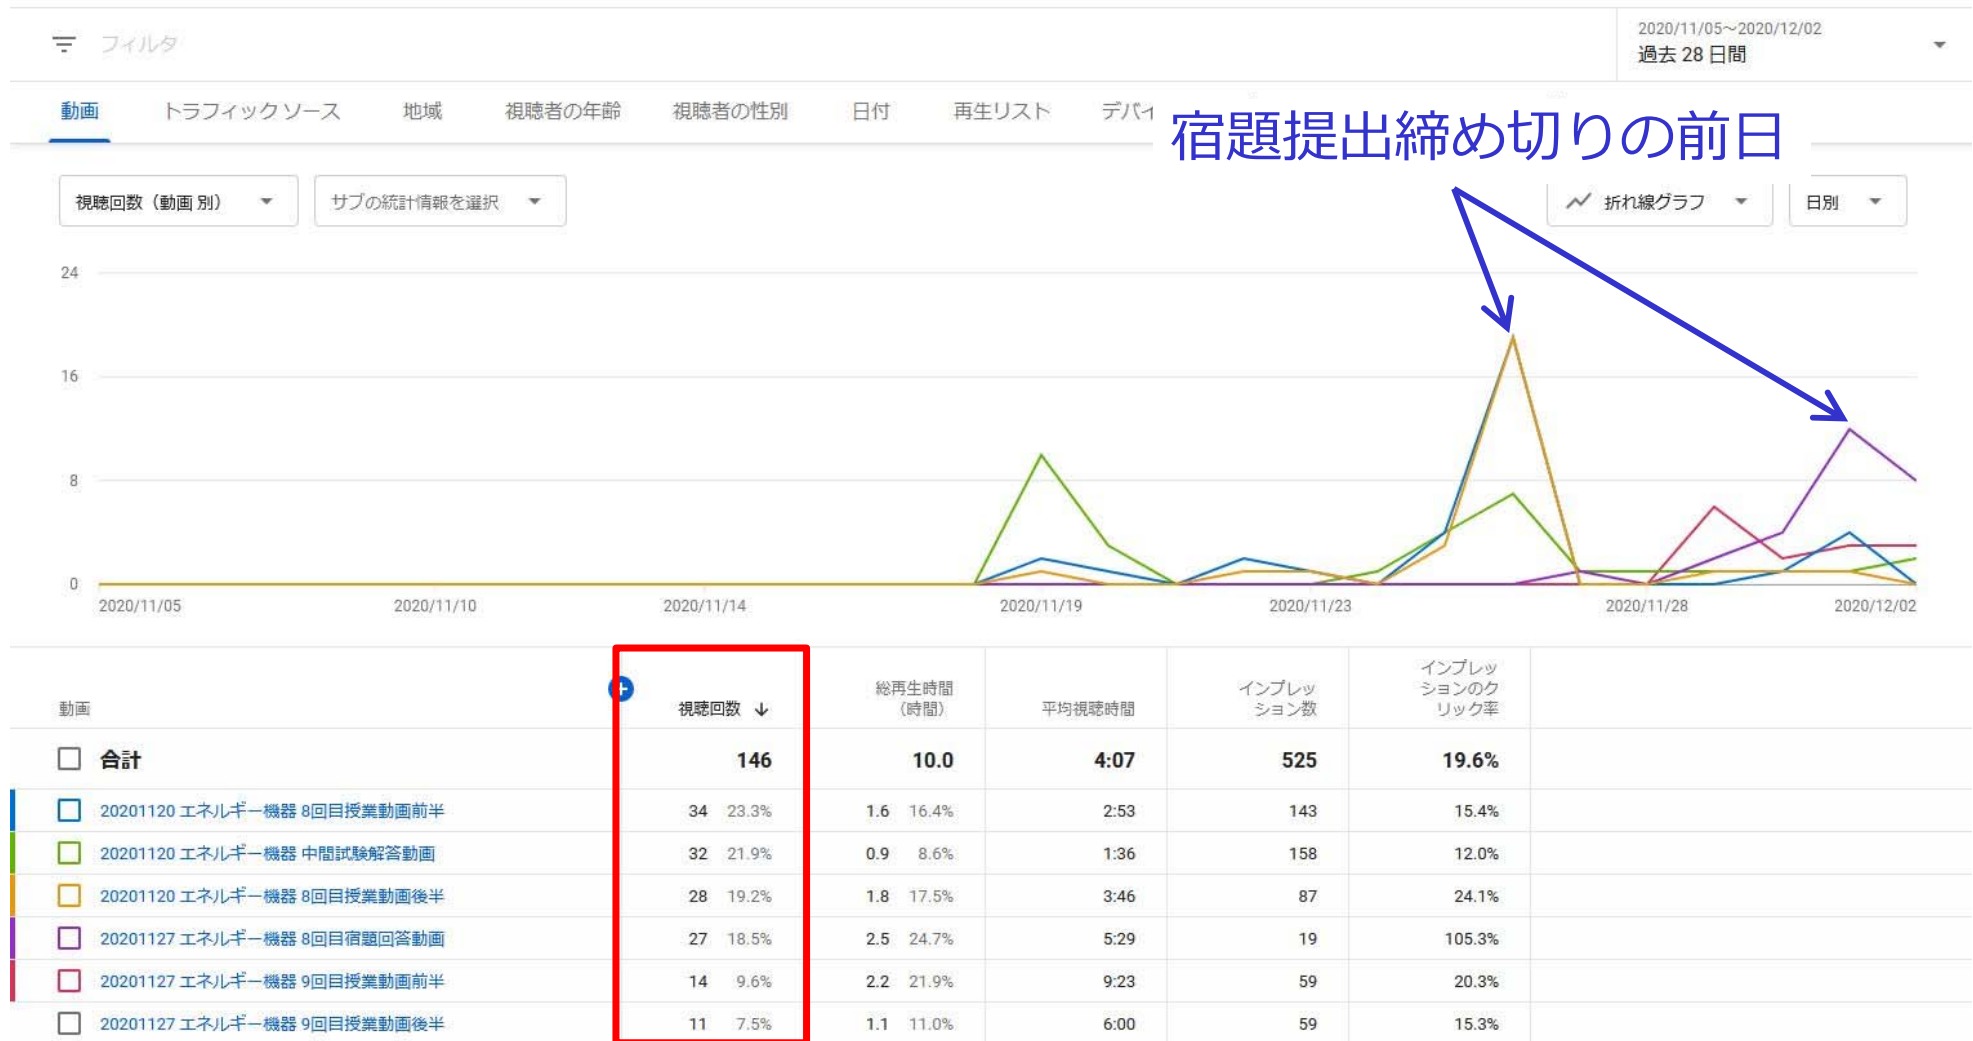 フィルタ
2020/11/05～2020/12/02
過去 28 日間
動画 トラフィック ソース 地域 視聴者の年齢 視聴者の性別 日付 再生リスト デバイ
宿題提出締め切りの前日
視聴回数（動画 別） サブの統計情報を選択 折れ線グラフ 日別
24
16
8
0
2020/11/05 2020/11/10 2020/11/14 2020/11/19 2020/11/23 2020/11/28 2020/12/02
動画 視聴回数 総再生時間（時間） 平均視聴時間 インプレッション数 インプレッションのクリック率
合計 146 10.0 4:07 525 19.6%
20201120 エネルギー機器 8回目授業動画前半 34 23.3% 1.6 16.4% 2:53 143 15.4%
20201120 エネルギー機器 中間試験解答動画 32 21.9% 0.9 8.6% 1:36 158 12.0%
20201120 エネルギー機器 8回目授業動画後半 28 19.2% 1.8 17.5% 3:46 87 24.1%
20201127 エネルギー機器 8回目宿題回答動画 27 18.5% 2.5 24.7% 5:29 19 105.3%
20201127 エネルギー機器 9回目授業動画前半 14 9.6% 2.2 21.9% 9:23 59 20.3%
20201127 エネルギー機器 9回目授業動画後半 11 7.5% 1.1 11.0% 6:00 59 15.3%